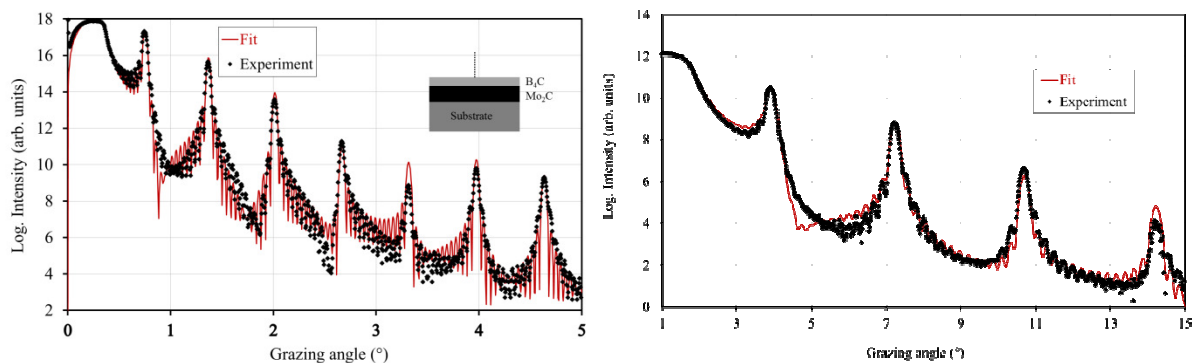 18
16
14
12
10
8
6
4
2
Log. Intensity (arb. units)
Fit
Experiment
B₄C
Mo₂C
Substrate
0 1 2 3 4 5
Grazing angle (°)
14
12
10
8
6
4
2
0
Log. Intensity (arb. units)
Fit
Experiment
1 3 5 7 9 11 13 15
Grazing angle (°)